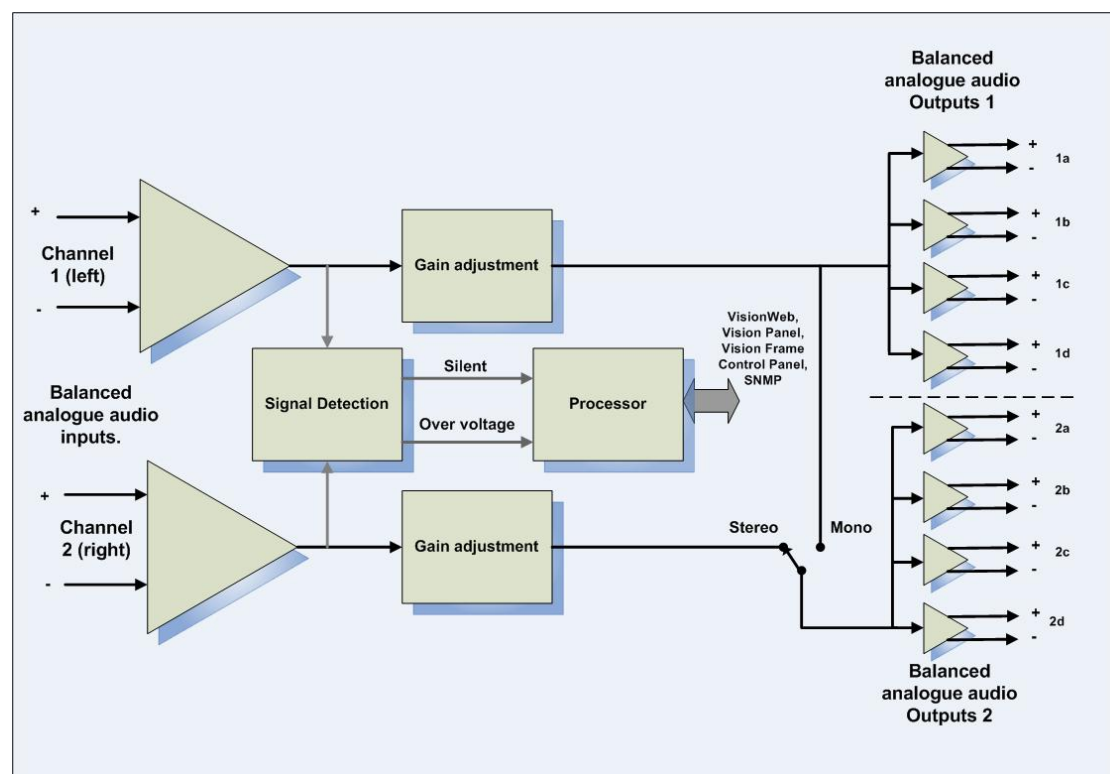 Balanced
analogue audio
Outputs 1
+
-
1a
+
-
1b
+
-
1c
+
-
1d
+
Channel
1 (left)
-
Gain adjustment
VisionWeb,
Vision Panel,
Vision Frame
Control Panel,
SNMP
Silent
Signal Detection
Over voltage
Processor
Balanced
analogue audio
inputs.
+
-
2a
+
-
2b
+
-
2c
+
-
2d
+
Channel
2 (right)
-
Gain adjustment
Stereo
Mono
Balanced
analogue audio
Outputs 2